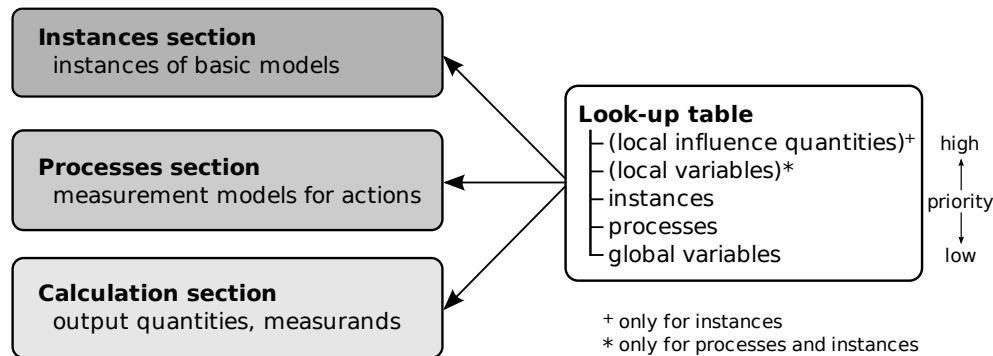 Instances section
instances of basic models
Processes section
measurement models for actions
Calculation section
output quantities, measurands
Look-up table
(local influence quantities)+
(local variables)*
instances
processes
global variables
high
priority
low
+ only for instances
* only for processes and instances